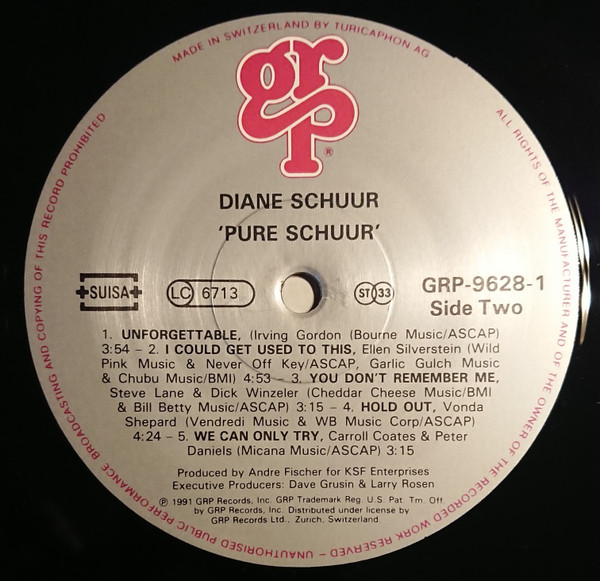 MADE IN SWITZERLAND BY TURICAPHON AG
grp®
DIANE SCHUUR
'PURE SCHUUR'
+SUISA+
LC 6713
ST 33
GRP-9628-1
Side Two
1. UNFORGETTABLE, (Irving Gordon (Bourne Music/ASCAP)
3:54 – 2. I COULD GET USED TO THIS, Ellen Silverstein (Wild
Pink Music & Never Off Key/ASCAP, Garlic Gulch Music
& Chubu Music/BMI) 4:53 – 3. YOU DON'T REMEMBER ME,
Steve Lane & Dick Winzeler (Cheddar Cheese Music/BMI
& Bill Betty Music/ASCAP) 3:15 – 4. HOLD OUT, Vonda
Shepard (Vendredi Music & WB Music Corp/ASCAP)
4:24 – 5. WE CAN ONLY TRY, Carroll Coates & Peter
Daniels (Micana Music/ASCAP) 3:15
Produced by Andre Fischer for KSF Enterprises
Executive Producers: Dave Grusin & Larry Rosen
℗ 1991 GRP Records, Inc. GRP Trademark Reg. U.S. Pat. Tm. Off.
by GRP Records, Inc. Distributed under license by
GRP Records Ltd., Zurich, Switzerland.
ALL RIGHTS OF THE MANUFACTURER AND OF THE OWNER OF THE RECORDED WORK RESERVED – UNAUTHORISED PUBLIC PERFORMANCE BROADCASTING AND COPYING OF THIS RECORD PROHIBITED